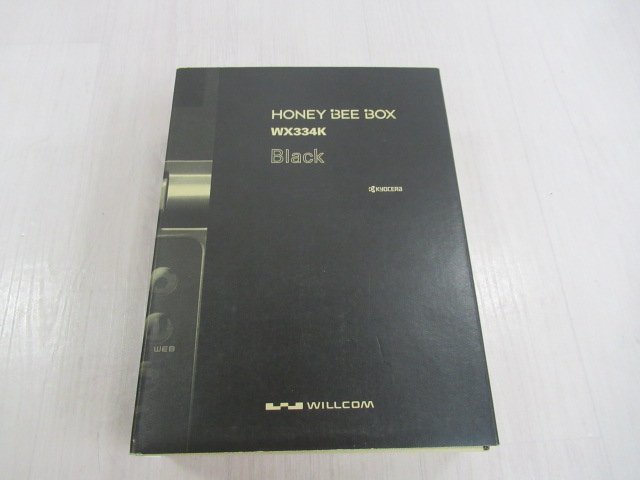 HONEY BEE BOX
WX334K
Black
KYOCERA
WEB
WILLCOM